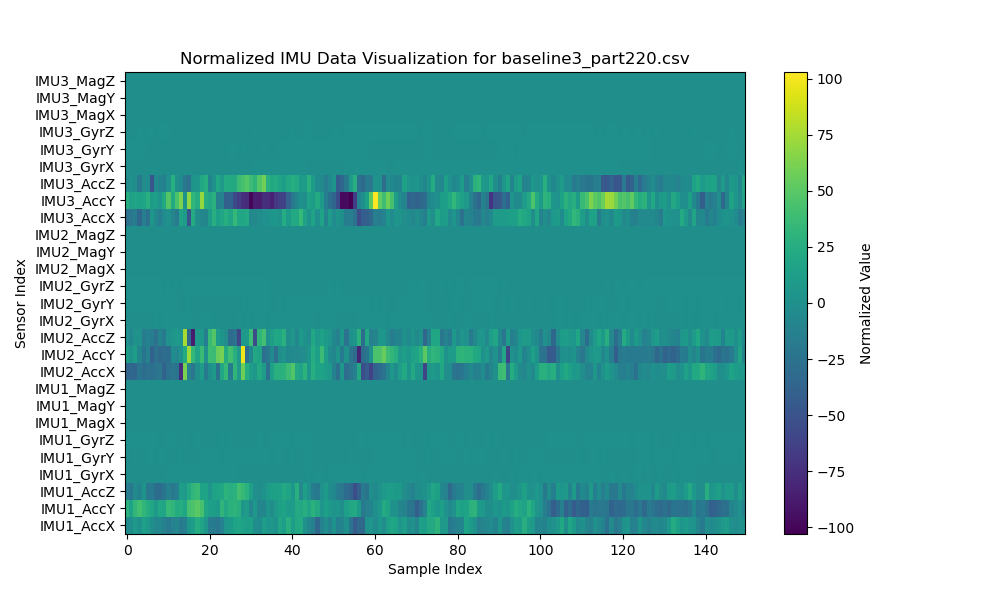 Normalized IMU Data Visualization for baseline3_part220.csv
IMU3_MagZ
IMU3_MagY
IMU3_MagX
IMU3_GyrZ
IMU3_GyrY
IMU3_GyrX
IMU3_AccZ
IMU3_AccY
IMU3_AccX
IMU2_MagZ
IMU2_MagY
IMU2_MagX
IMU2_GyrZ
IMU2_GyrY
IMU2_GyrX
IMU2_AccZ
IMU2_AccY
IMU2_AccX
IMU1_MagZ
IMU1_MagY
IMU1_MagX
IMU1_GyrZ
IMU1_GyrY
IMU1_GyrX
IMU1_AccZ
IMU1_AccY
IMU1_AccX
Sensor Index
0 20 40 60 80 100 120 140
Sample Index
100
75
50
25
0
−25
−50
−75
−100
Normalized Value